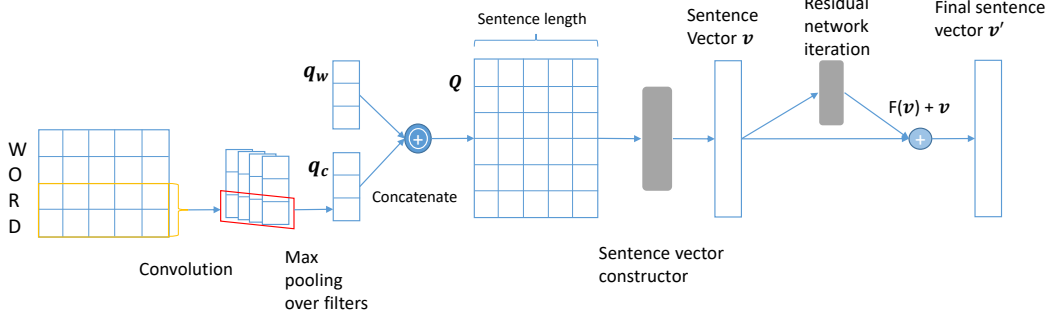 Sentence length
Sentence
Vector v
Residual
network
iteration
Final sentence
vector v′
q_w
Q
F(v) + v
W
O
R
D
q_c
Concatenate
Convolution
Max
pooling
over filters
Sentence vector
constructor